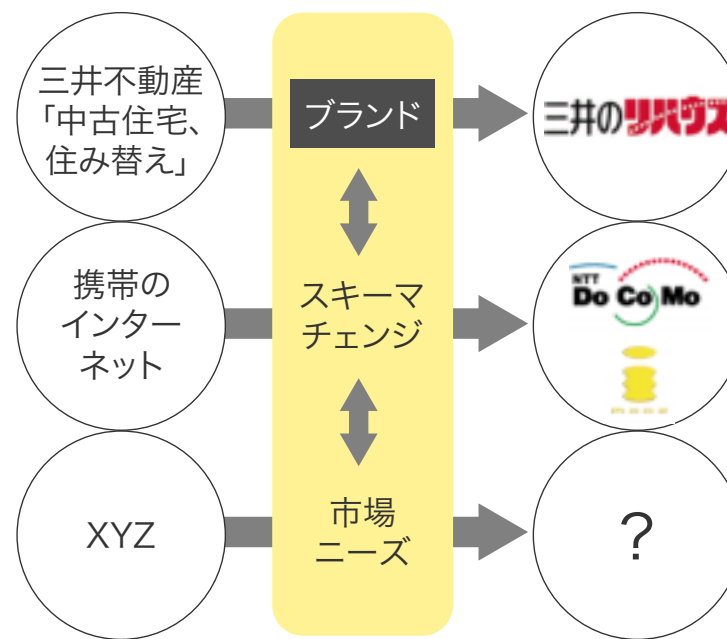 三井不動産
「中古住宅、
住み替え」
ブランド
三井のリハウス
携帯の
インター
ネット
スキーマ
チェンジ
NTT
DoCoMo
XYZ
市場
ニーズ
?